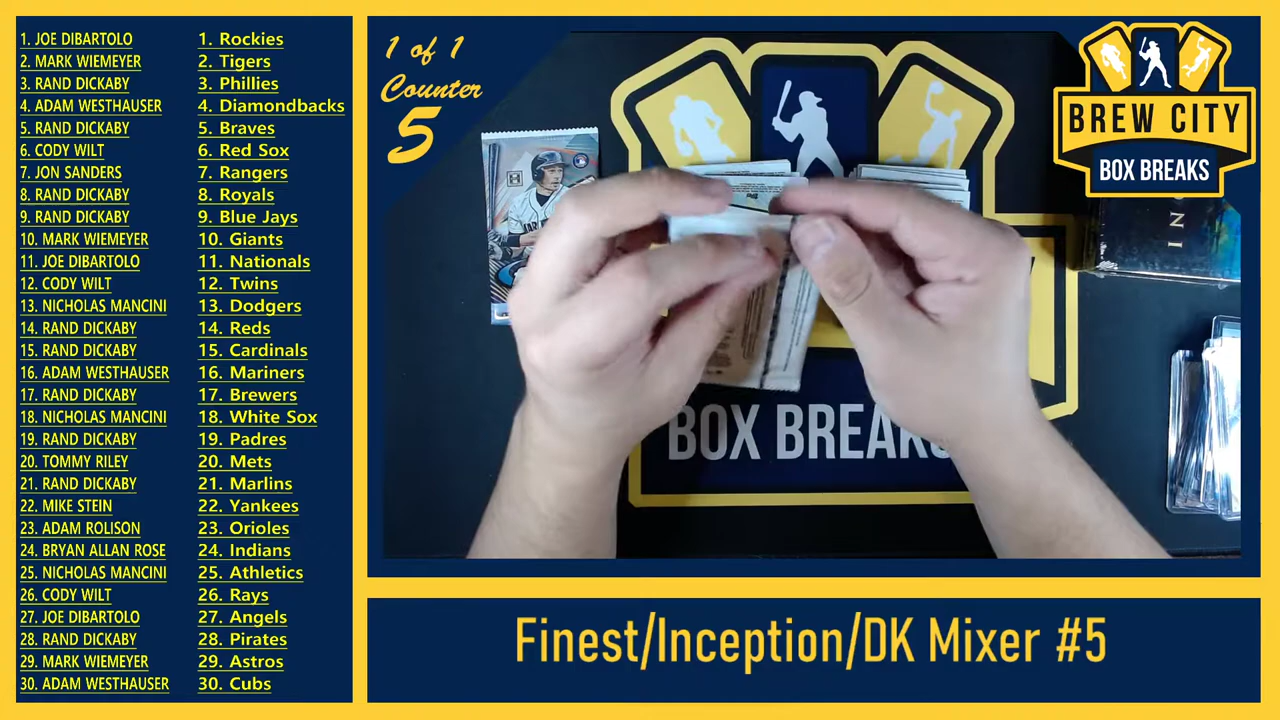 1. JOE DIBARTOLO
2. MARK WIEMEYER
3. RAND DICKABY
4. ADAM WESTHAUSER
5. RAND DICKABY
6. CODY WILT
7. JON SANDERS
8. RAND DICKABY
9. RAND DICKABY
10. MARK WIEMEYER
11. JOE DIBARTOLO
12. CODY WILT
13. NICHOLAS MANCINI
14. RAND DICKABY
15. RAND DICKABY
16. ADAM WESTHAUSER
17. RAND DICKABY
18. NICHOLAS MANCINI
19. RAND DICKABY
20. TOMMY RILEY
21. RAND DICKABY
22. MIKE STEIN
23. ADAM ROLISON
24. BRYAN ALLAN ROSE
25. NICHOLAS MANCINI
26. CODY WILT
27. JOE DIBARTOLO
28. RAND DICKABY
29. MARK WIEMEYER
30. ADAM WESTHAUSER
1. Rockies
2. Tigers
3. Phillies
4. Diamondbacks
5. Braves
6. Red Sox
7. Rangers
8. Royals
9. Blue Jays
10. Giants
11. Nationals
12. Twins
13. Dodgers
14. Reds
15. Cardinals
16. Mariners
17. Brewers
18. White Sox
19. Padres
20. Mets
21. Marlins
22. Yankees
23. Orioles
24. Indians
25. Athletics
26. Rays
27. Angels
28. Pirates
29. Astros
30. Cubs
1 of 1
Counter
5
BREW CITY
BOX BREAKS
IN
BOX BREAK
Finest/Inception/DK Mixer #5